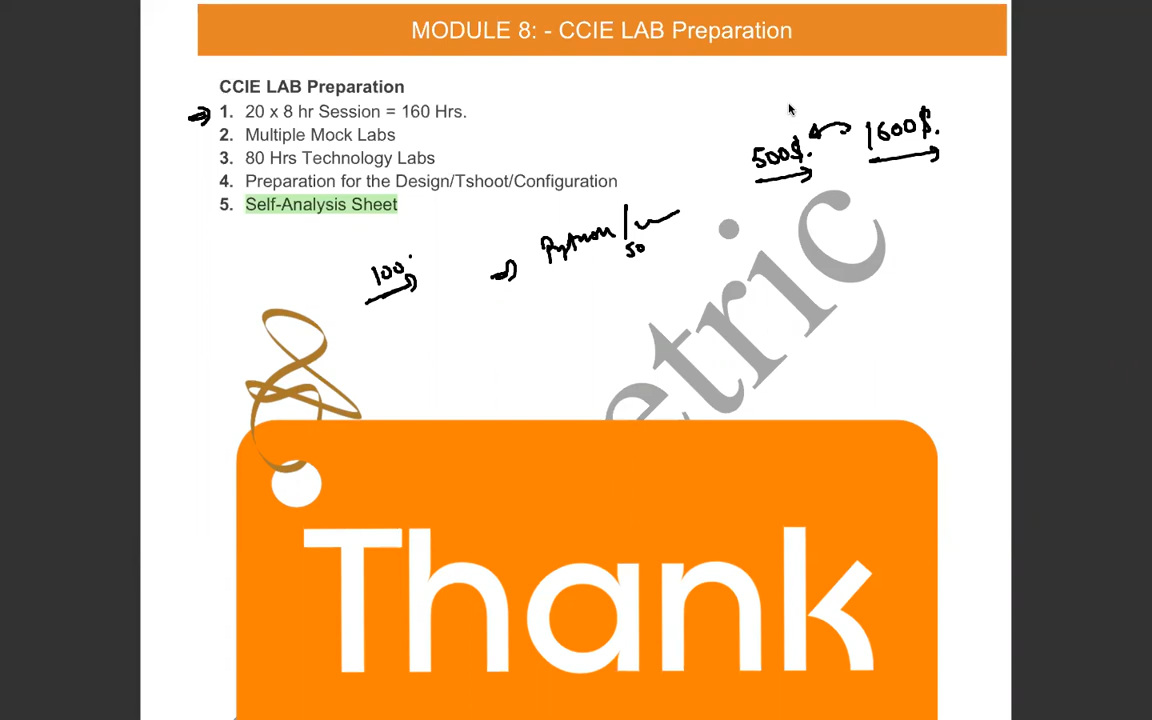 MODULE 8: - CCIE LAB Preparation
CCIE LAB Preparation
1. 20 x 8 hr Session = 160 Hrs.
2. Multiple Mock Labs
3. 80 Hrs Technology Labs
4. Preparation for the Design/Tshoot/Configuration
5. Self-Analysis Sheet
500$.
1600$.
Python/
50
100
etric
Thank